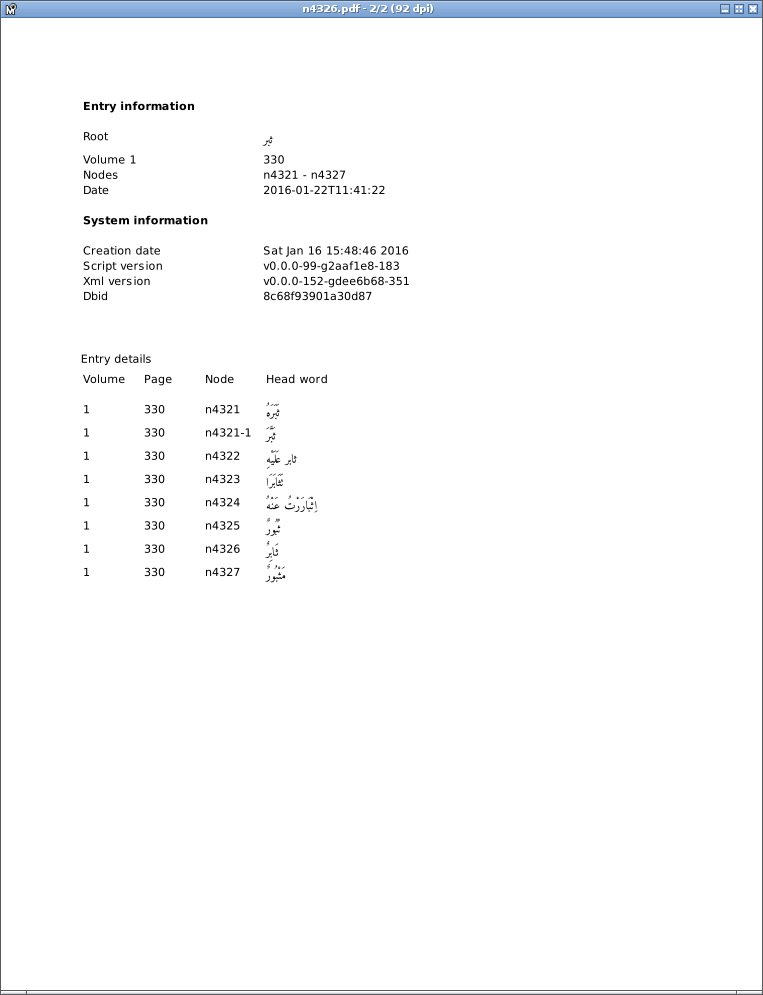 n4326.pdf - 2/2 (92 dpi)
Entry information
Root ثبر
Volume 1 330
Nodes n4321 - n4327
Date 2016-01-22T11:41:22
System information
Creation date Sat Jan 16 15:48:46 2016
Script version v0.0.0-99-g2aaf1e8-183
Xml version v0.0.0-152-gdee6b68-351
Dbid 8c68f93901a30d87
Entry details
Volume Page Node Head word
1 330 n4321 ثَبَرَهُ
1 330 n4321-1 ثَبَّرَ
1 330 n4322 ثابر عَلَيْهِ
1 330 n4323 تَثَابَرَا
1 330 n4324 اِثْبَارَرْتُ عَنْهُ
1 330 n4325 ثُبُورٌ
1 330 n4326 ثَابِرٌ
1 330 n4327 مَثْبُورٌ